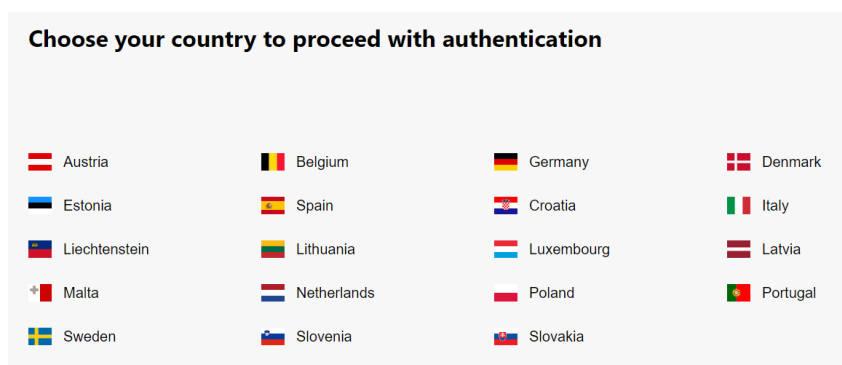 Choose your country to proceed with authentication
Austria Belgium Germany Denmark
Estonia Spain Croatia Italy
Liechtenstein Lithuania Luxembourg Latvia
Malta Netherlands Poland Portugal
Sweden Slovenia Slovakia